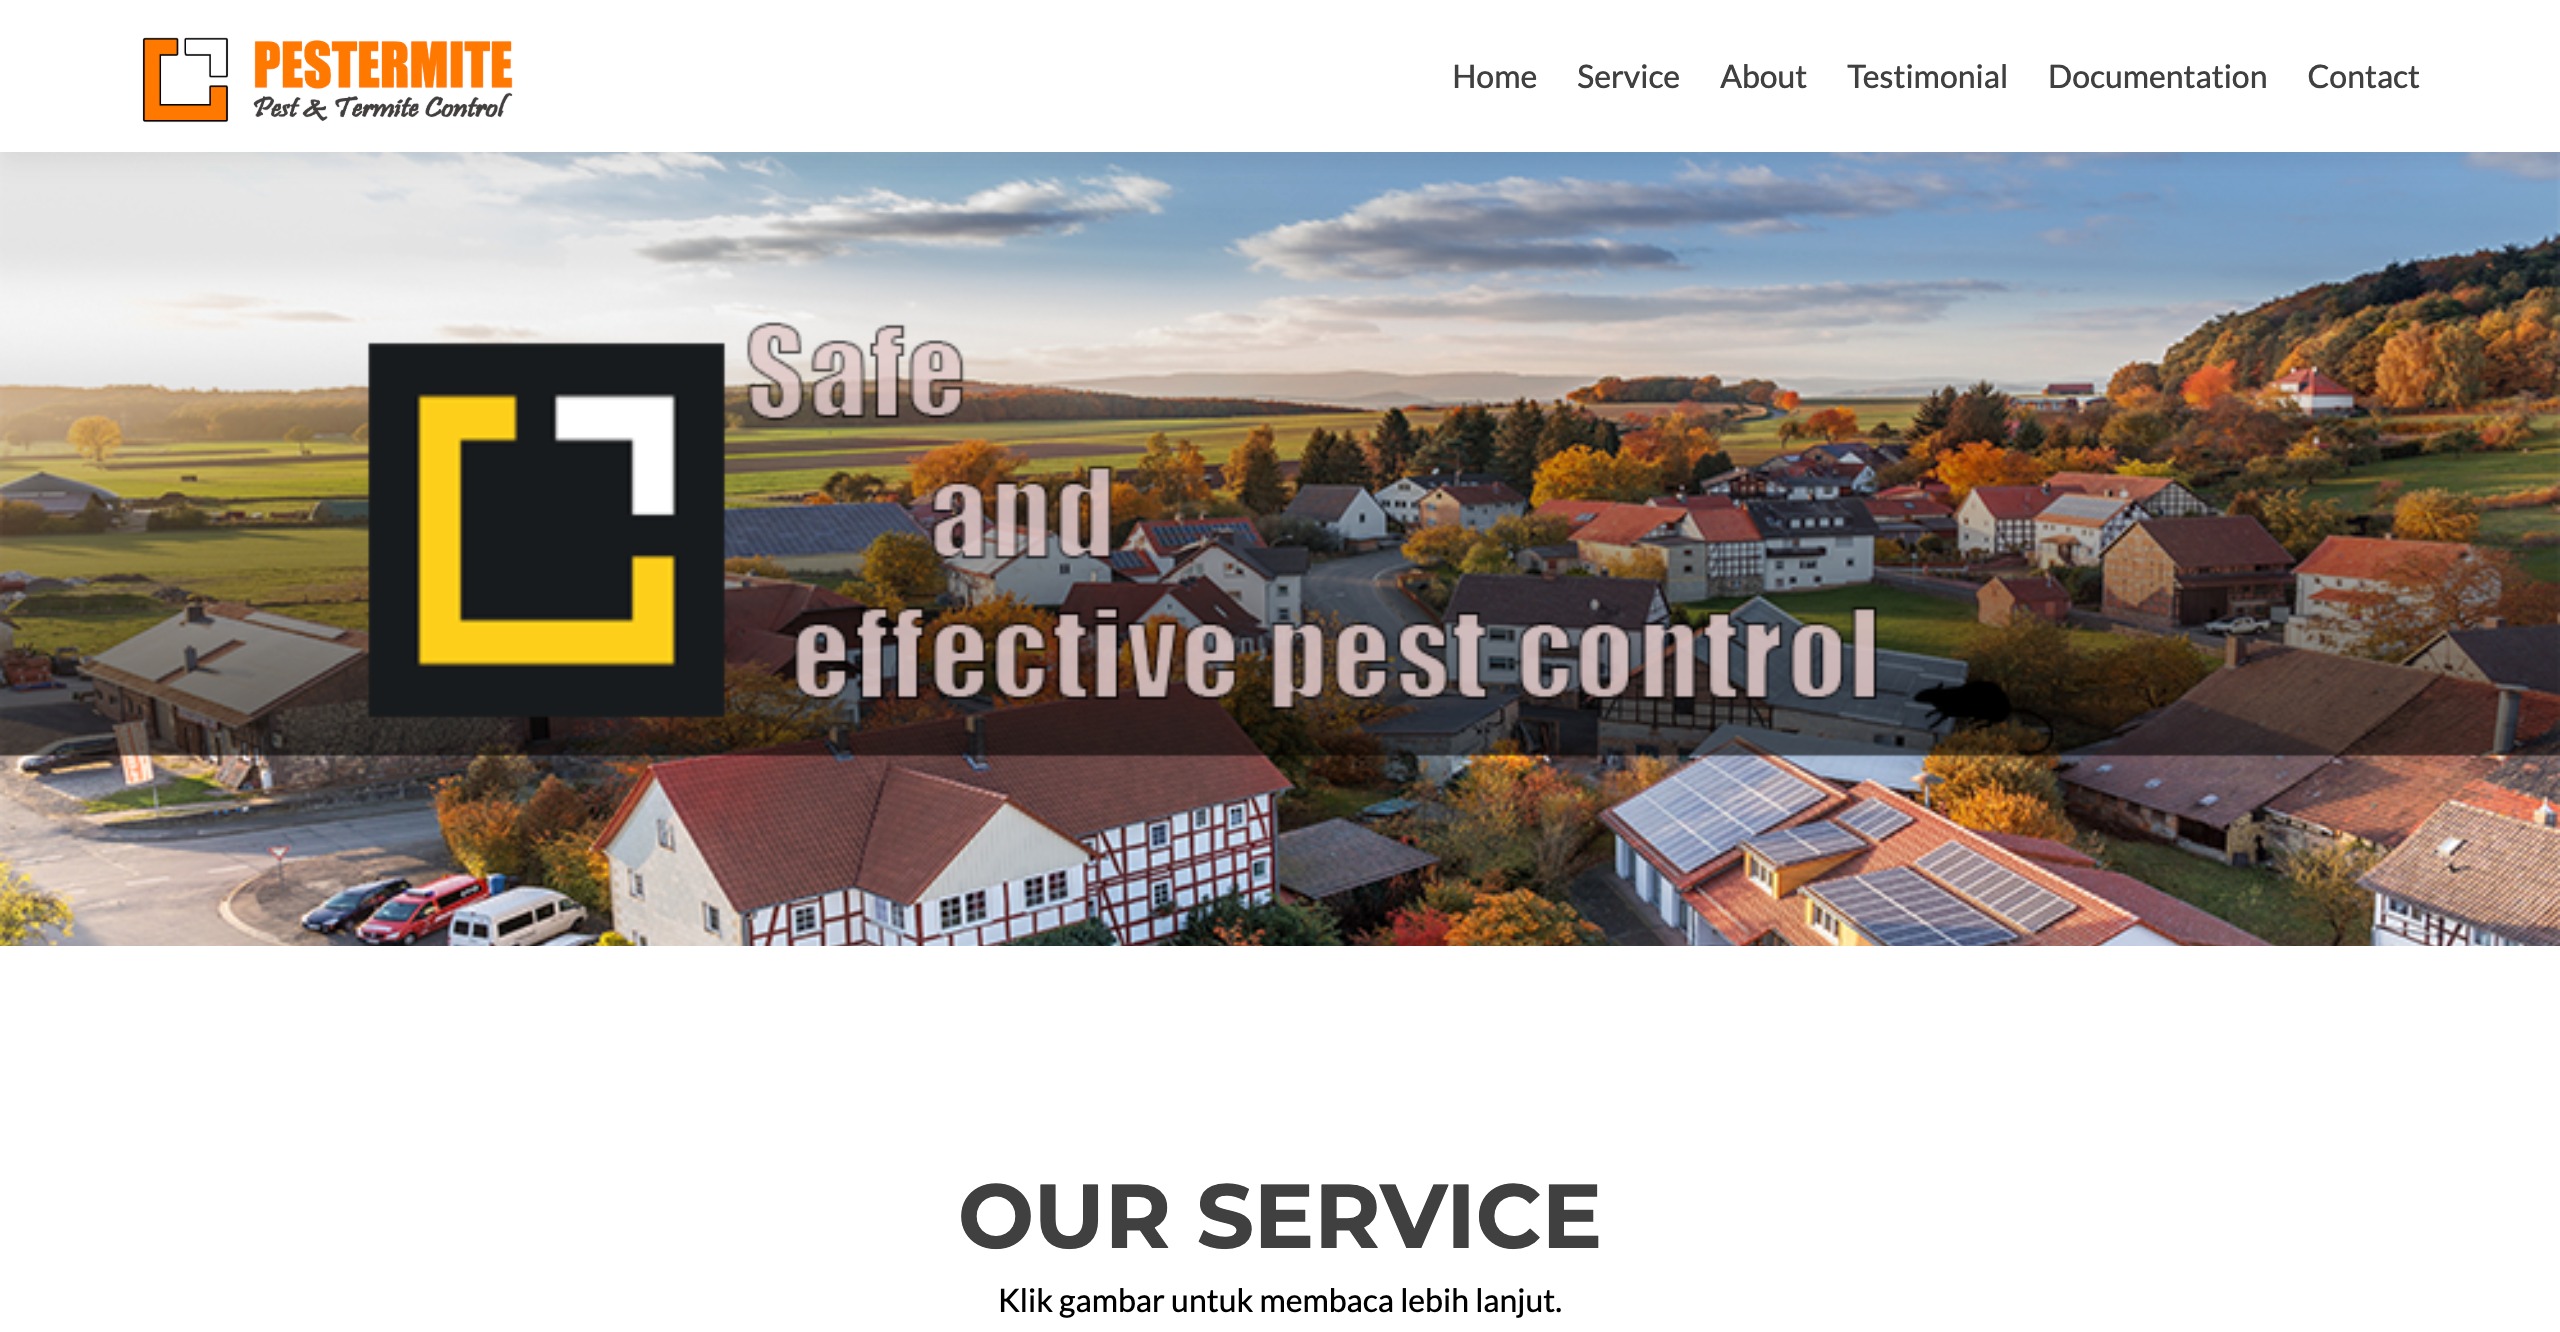 PESTERMITE
Pest & Termite Control
Home Service About Testimonial Documentation Contact
Safe
and
effective pest control
OUR SERVICE
Klik gambar untuk membaca lebih lanjut.